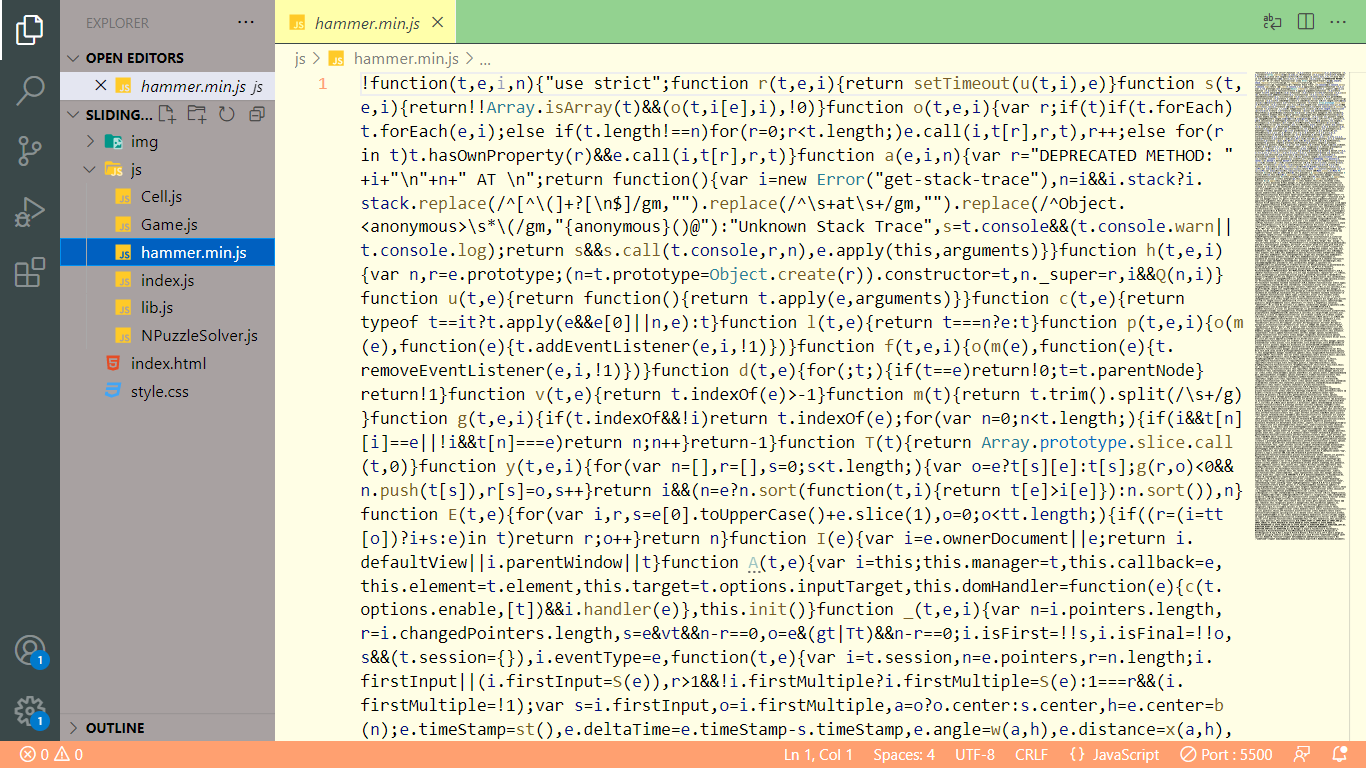 EXPLORER
OPEN EDITORS
hammer.min.js js
SLIDING...
img
js
Cell.js
Game.js
hammer.min.js
index.js
lib.js
NPuzzleSolver.js
index.html
style.css
OUTLINE
1
1
hammer.min.js
js > hammer.min.js > ...
1
!function(t,e,i,n){"use strict";function r(t,e,i){return setTimeout(u(t,i),e)}function s(t,
e,i){return!!Array.isArray(t)&&(o(t,i[e],i),!0)}function o(t,e,i){var r;if(t)if(t.forEach)
t.forEach(e,i);else if(t.length!==n)for(r=0;r<t.length;)e.call(i,t[r],r,t),r++;else for(r
in t)t.hasOwnProperty(r)&&e.call(i,t[r],r,t)}function a(e,i,n){var r="DEPRECATED METHOD: "
+i+"\n"+n+" AT \n";return function(){var i=new Error("get-stack-trace"),n=i&&i.stack?i.
stack.replace(/^[^\(]+?[\n$]/gm,"").replace(/^\s+at\s+/gm,"").replace(/^Object.
<anonymous>\s*\(/gm,"{anonymous}()@"):"Unknown Stack Trace",s=t.console&&(t.console.warn||
t.console.log);return s&&s.call(t.console,r,n),e.apply(this,arguments)}}function h(t,e,i)
{var n,r=e.prototype;(n=t.prototype=Object.create(r)).constructor=t,n._super=r,i&&Q(n,i)}
function u(t,e){return function(){return t.apply(e,arguments)}}function c(t,e){return
typeof t==it?t.apply(e&&e[0]||n,e):t}function l(t,e){return t===n?e:t}function p(t,e,i){o(m
(e),function(e){t.addEventListener(e,i,!1)})}function f(t,e,i){o(m(e),function(e){t.
removeEventListener(e,i,!1)})}function d(t,e){for(;t;){if(t==e)return!0;t=t.parentNode}
return!1}function v(t,e){return t.indexOf(e)>-1}function m(t){return t.trim().split(/\s+/g)
}function g(t,e,i){if(t.indexOf&&!i)return t.indexOf(e);for(var n=0;n<t.length;){if(i&&t[n]
[i]==e||!i&&t[n]===e)return n;n++}return-1}function T(t){return Array.prototype.slice.call
(t,0)}function y(t,e,i){for(var n=[],r=[],s=0;s<t.length;){var o=e?t[s][e]:t[s];g(r,o)<0&&
n.push(t[s]),r[s]=o,s++}return i&&(n=e?n.sort(function(t,i){return t[e]>i[e]}):n.sort()),n}
function E(t,e){for(var i,r,s=e[0].toUpperCase()+e.slice(1),o=0;o<tt.length;){if((r=(i=tt
[o])?i+s:e)in t)return r;o++}return n}function I(e){var i=e.ownerDocument||e;return i.
defaultView||i.parentWindow||t}function A(t,e){var i=this;this.manager=t,this.callback=e,
this.element=t.element,this.target=t.options.inputTarget,this.domHandler=function(e){c(t.
options.enable,[t])&&i.handler(e)},this.init()}function _(t,e,i){var n=i.pointers.length,
r=i.changedPointers.length,s=e&vt&&n-r==0,o=e&(gt|Tt)&&n-r==0;i.isFirst=!!s,i.isFinal=!!o,
s&&(t.session={}),i.eventType=e,function(t,e){var i=t.session,n=e.pointers,r=n.length;i.
firstInput||(i.firstInput=S(e)),r>1&&!i.firstMultiple?i.firstMultiple=S(e):1===r&&(i.
firstMultiple=!1);var s=i.firstInput,o=i.firstMultiple,a=o?o.center:s.center,h=e.center=b
(n);e.timeStamp=st(),e.deltaTime=e.timeStamp-s.timeStamp,e.angle=w(a,h),e.distance=x(a,h),
0 0 Ln 1, Col 1 Spaces: 4 UTF-8 CRLF {} JavaScript Port : 5500